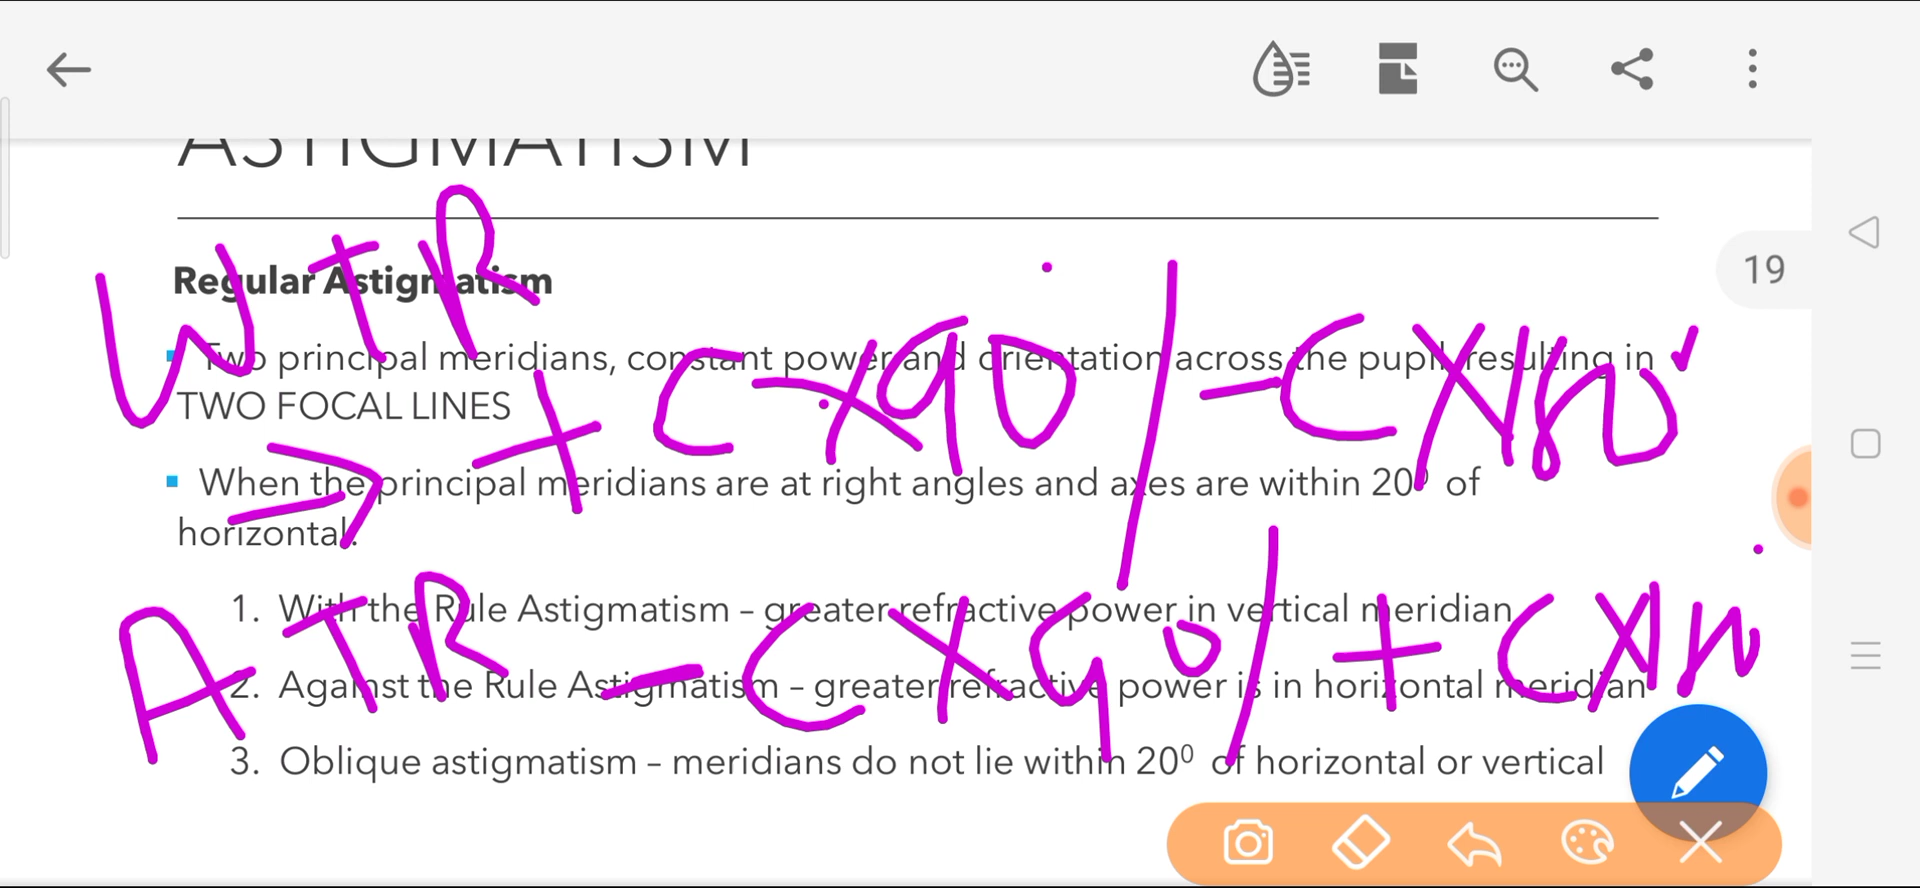 ASTIGMATISM
WTR
Regular Astigmatism
19
Two principal meridians, constant power and orientation across the pupil resulting in
TWO FOCAL LINES
+ C X 90 / - C X 180 ✓
When the principal meridians are at right angles and axes are within 20⁰ of
horizontal.
1. With the Rule Astigmatism – greater refractive power in vertical meridian
ATR - C X 90 / + C X
2. Against the Rule Astigmatism – greater refractive power is in horizontal meridian
3. Oblique astigmatism – meridians do not lie within 20⁰ of horizontal or vertical